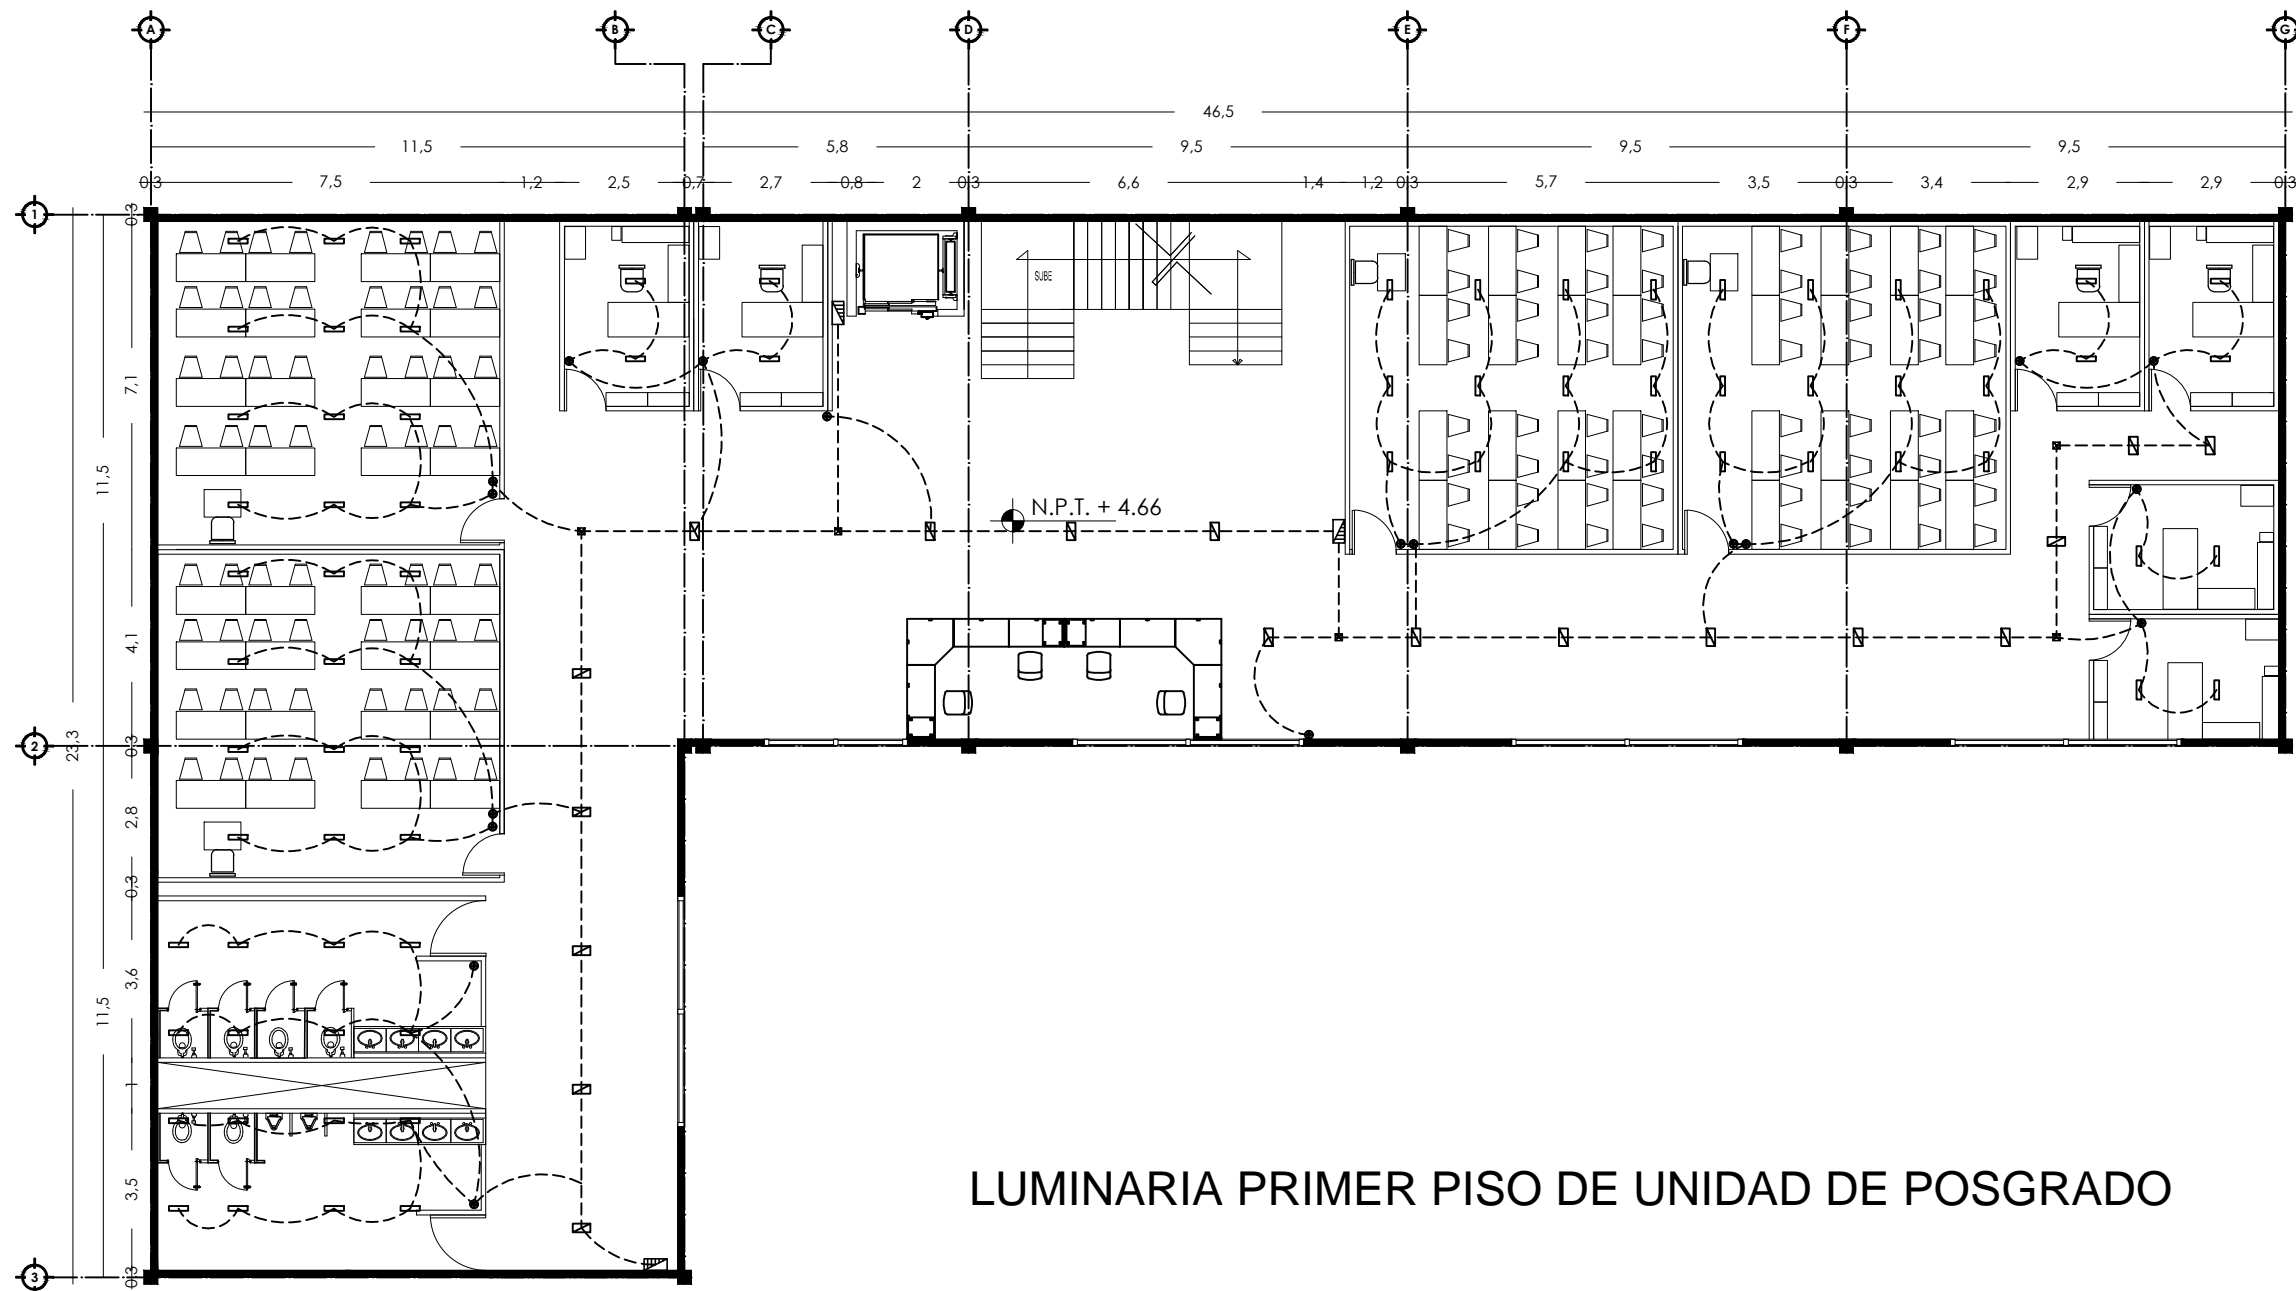 A B C D E F G
46,5
11,5 5,8 9,5 9,5 9,5
0,3 7,5 1,2 2,5 0,7 2,7 0,8 2 0,3 6,6 1,4 1,2 0,3 5,7 3,5 0,3 3,4 2,9 2,9 0,3
1
0,3
SUBE
7,1
11,5
N.P.T. + 4.66
4,1
2
23,3
0,3
2,8
0,3
3,6
11,5
1
3,5
LUMINARIA PRIMER PISO DE UNIDAD DE POSGRADO
3
0,3